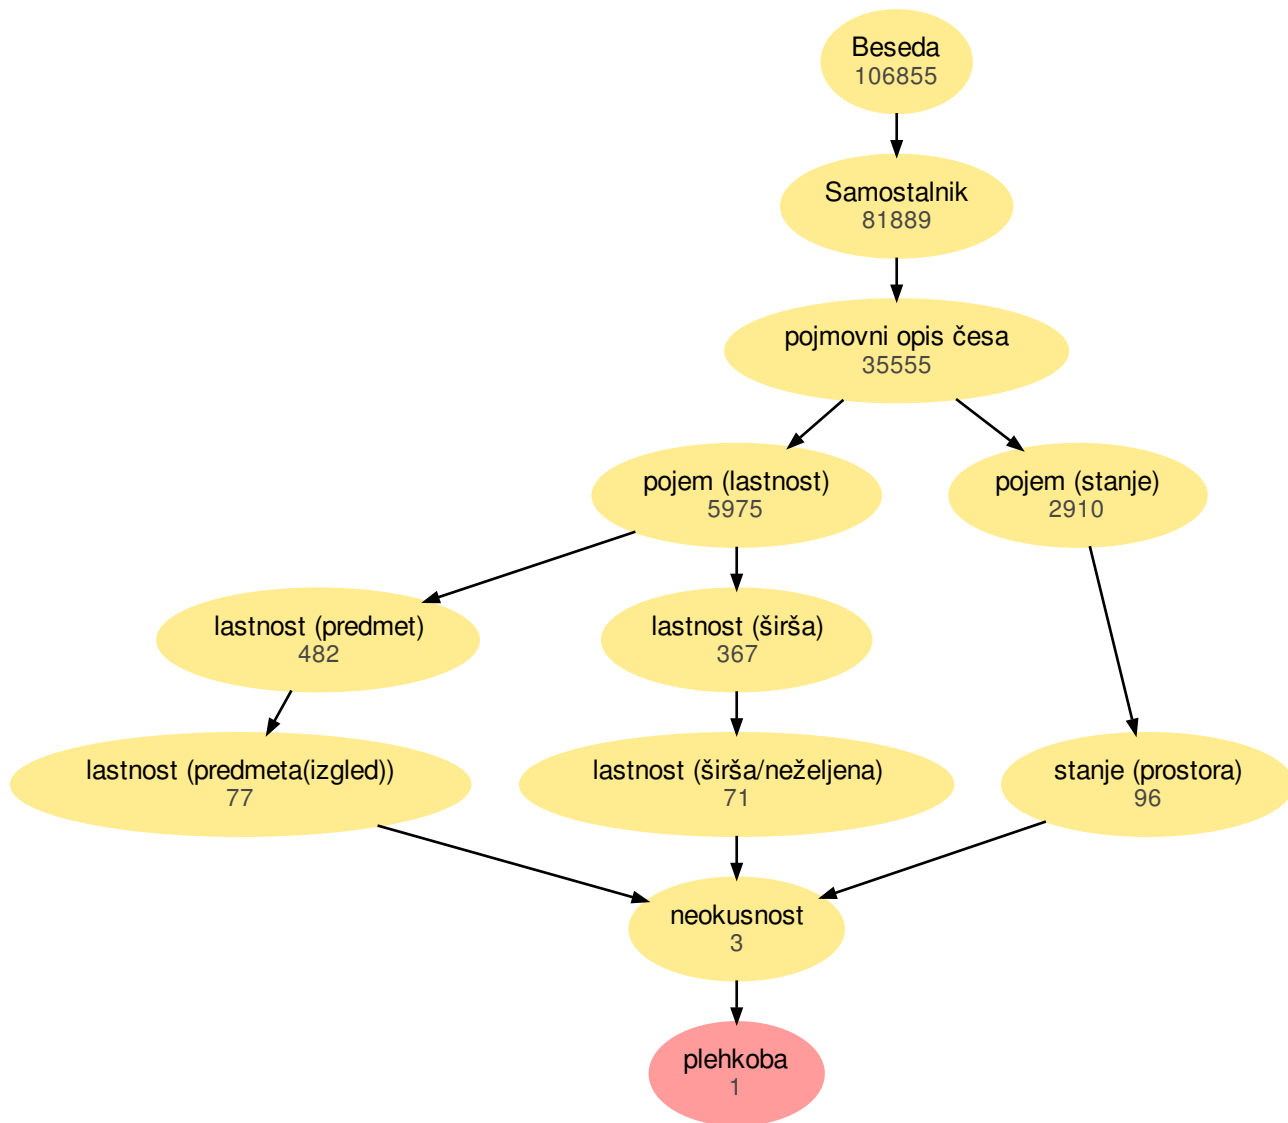 Beseda
106855
Samostalnik
81889
pojmovni opis česa
35555
pojem (lastnost)
5975
pojem (stanje)
2910
lastnost (predmet)
482
lastnost (širša)
367
lastnost (predmeta(izgled))
77
lastnost (širša/neželjena)
71
stanje (prostora)
96
neokusnost
3
plehkoba
1